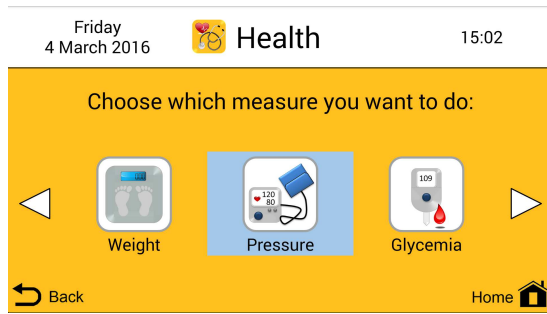 Friday
4 March 2016
Health
15:02
Choose which measure you want to do:
120
80
109
Weight
Pressure
Glycemia
Back
Home